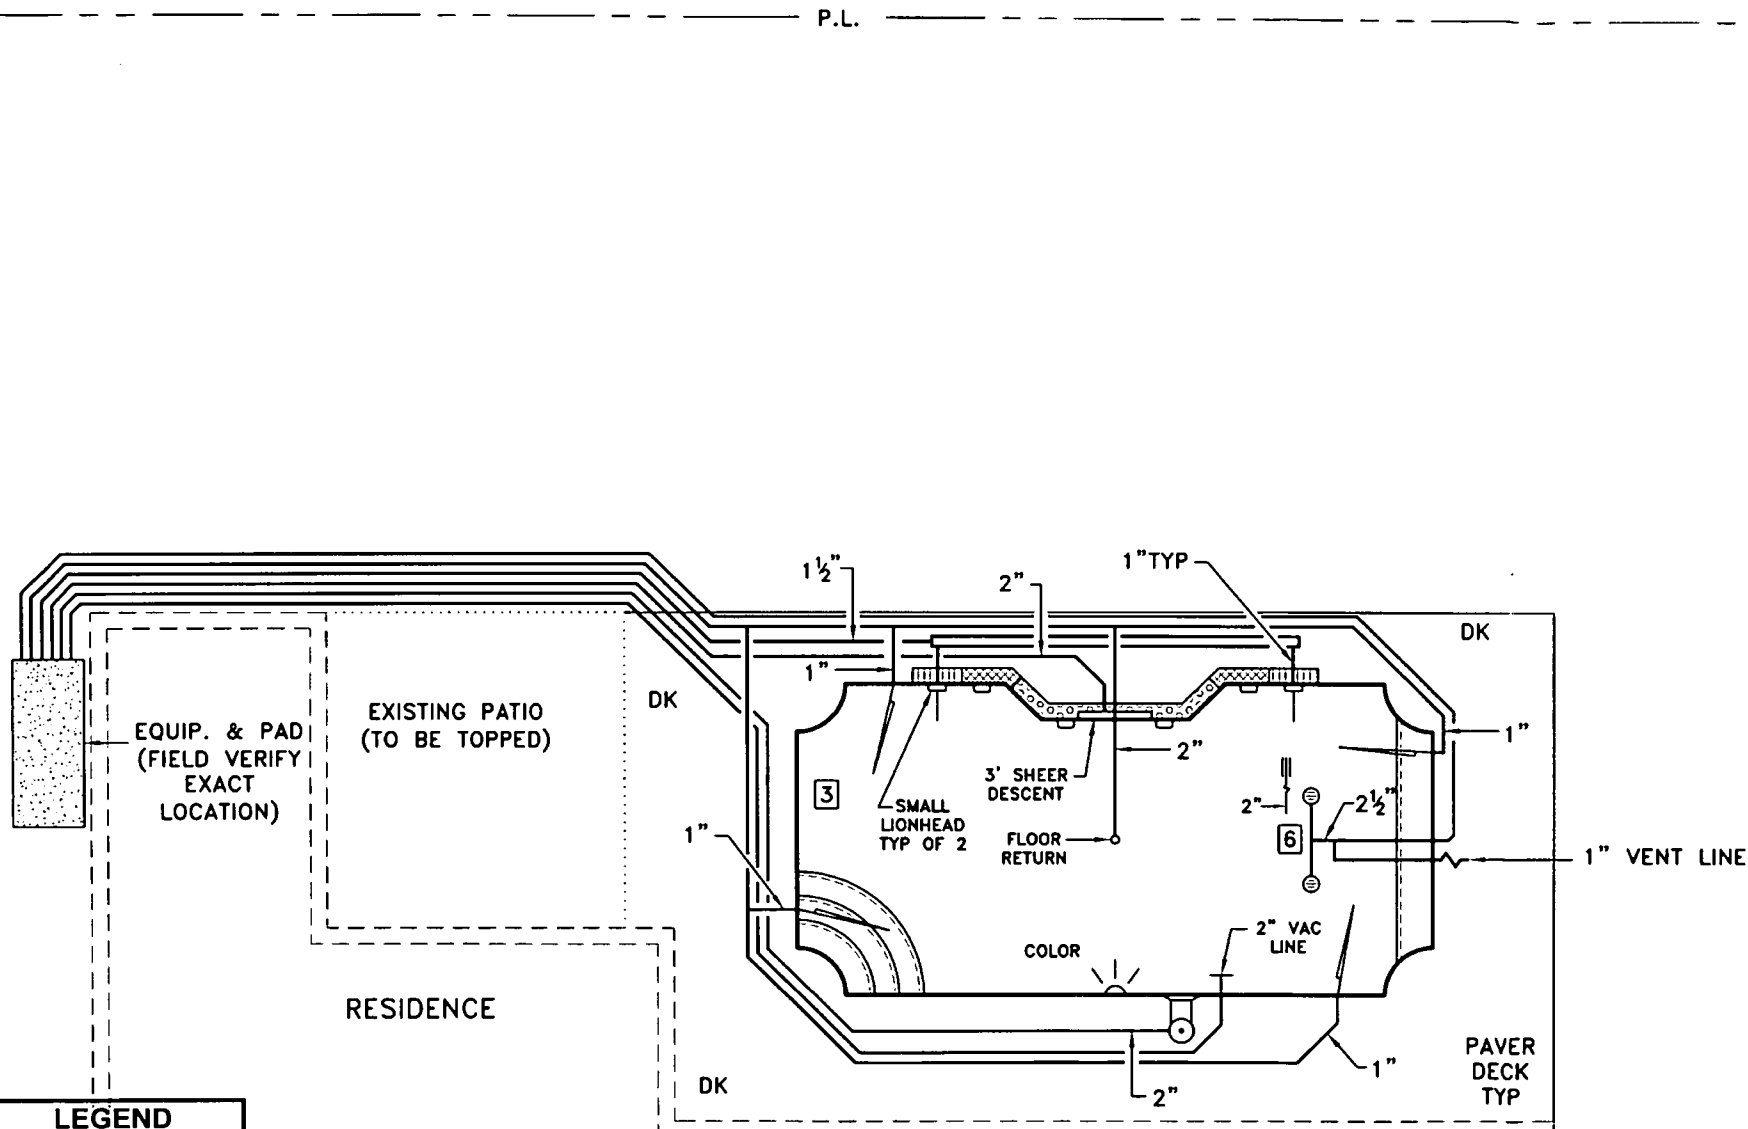 P.L.
1½"
2"
1"TYP
DK
1"
DK
EXISTING PATIO
(TO BE TOPPED)
EQUIP. & PAD
(FIELD VERIFY
EXACT
LOCATION)
1"
2"
3' SHEER
DESCENT
3
SMALL
LIONHEAD
TYP OF 2
2"
2½"
1"
FLOOR
RETURN
6
1" VENT LINE
2" VAC
LINE
COLOR
RESIDENCE
PAVER
DECK
TYP
1"
DK
2"
LEGEND